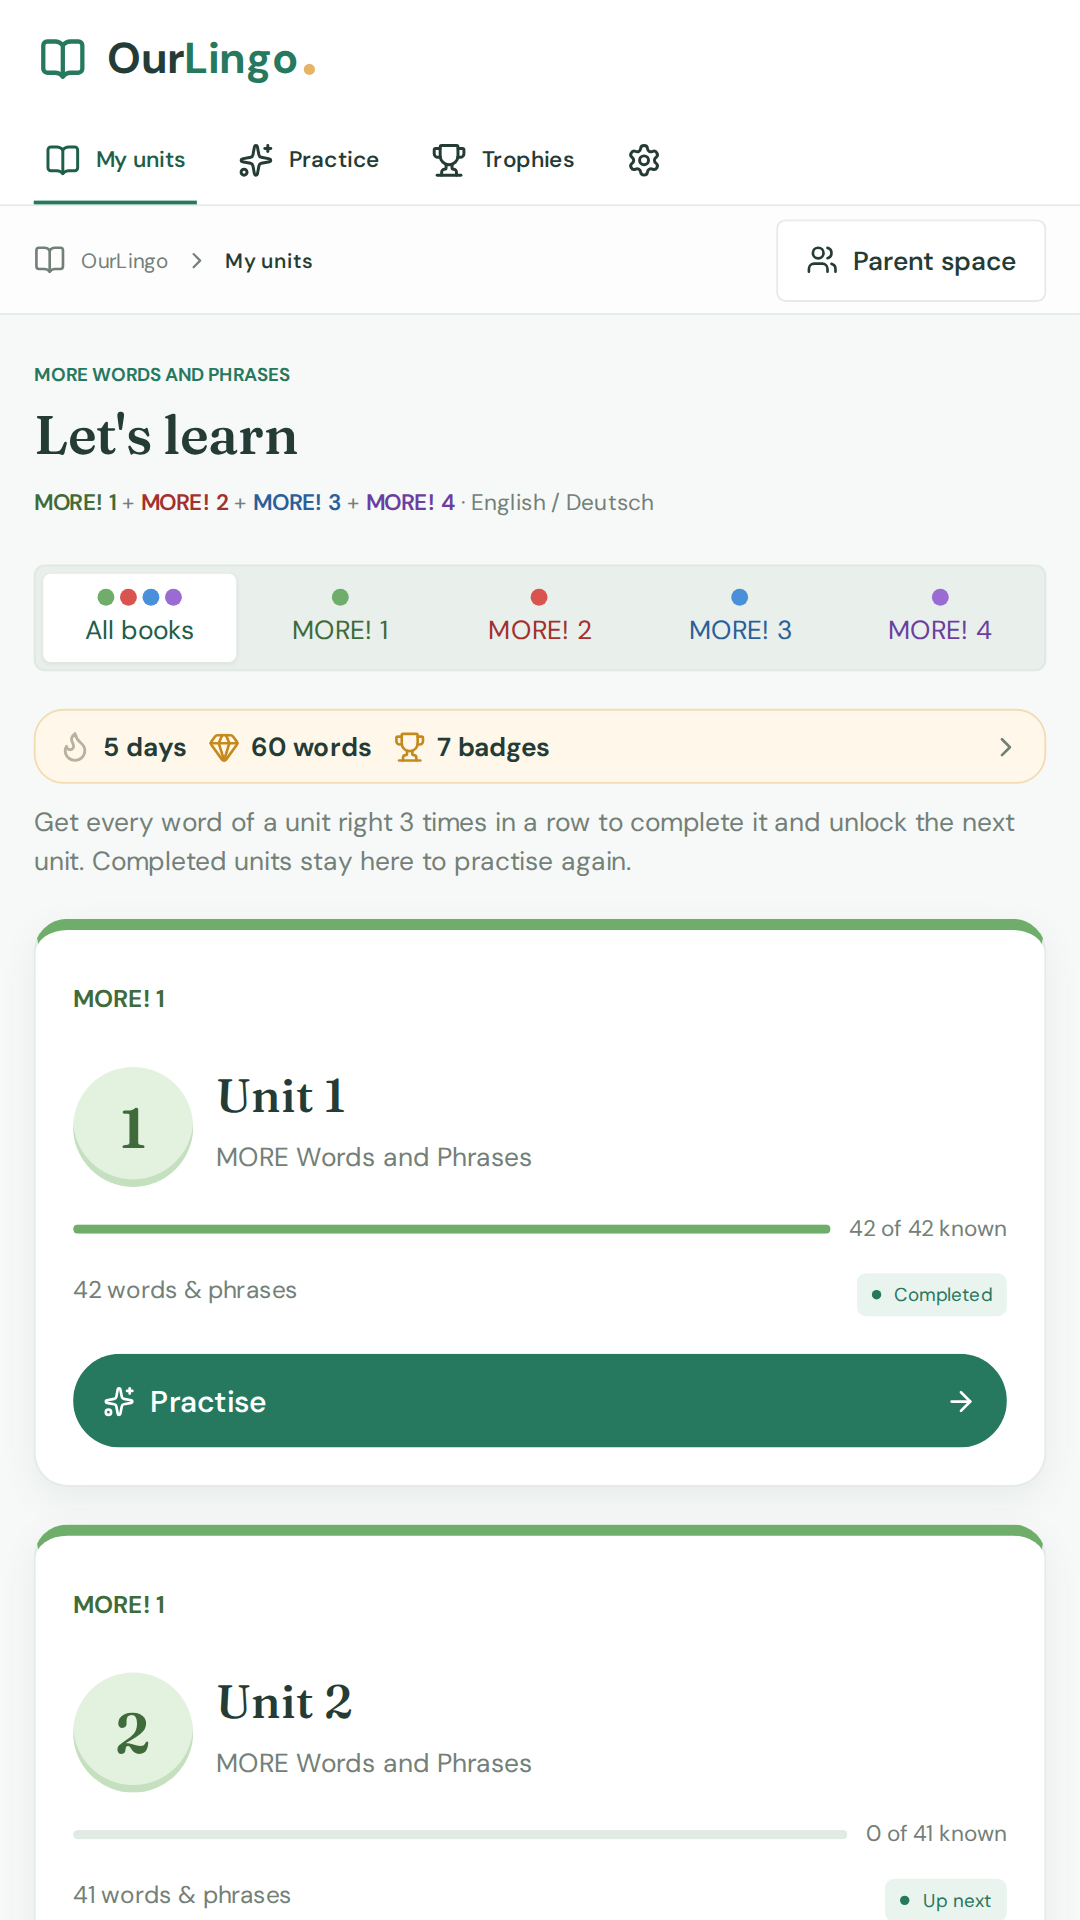 OurLingo.
My units
Practice
Trophies
OurLingo
My units
Parent space
MORE WORDS AND PHRASES
Let's learn
MORE! 1 + MORE! 2 + MORE! 3 + MORE! 4 · English / Deutsch
All books
MORE! 1
MORE! 2
MORE! 3
MORE! 4
5 days
60 words
7 badges
Get every word of a unit right 3 times in a row to complete it and unlock the next
unit. Completed units stay here to practise again.
MORE! 1
1
Unit 1
MORE Words and Phrases
42 of 42 known
42 words & phrases
Completed
Practise
MORE! 1
2
Unit 2
MORE Words and Phrases
0 of 41 known
41 words & phrases
Up next